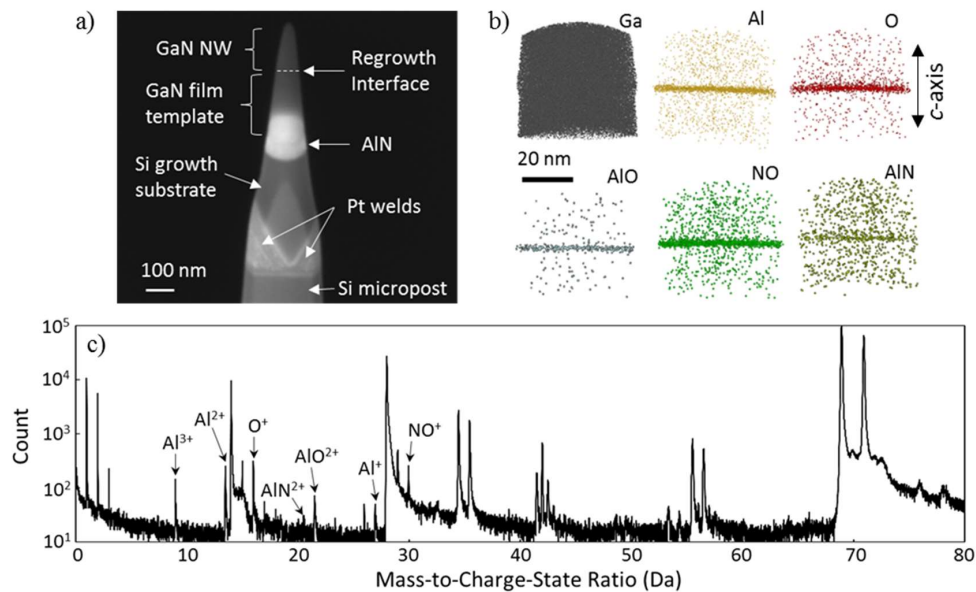 a)
GaN NW
GaN film
template
Si growth
substrate
100 nm
Regrowth
Interface
AlN
Pt welds
Si micropost
b)
Ga
Al
O
c-axis
20 nm
AlO
NO
AlN
c)
10⁵
10⁴
10³
10²
10¹
Count
Al³⁺
Al²⁺
O⁺
AlN²⁺
AlO²⁺
Al⁺
NO⁺
0 10 20 30 40 50 60 70 80
Mass-to-Charge-State Ratio (Da)